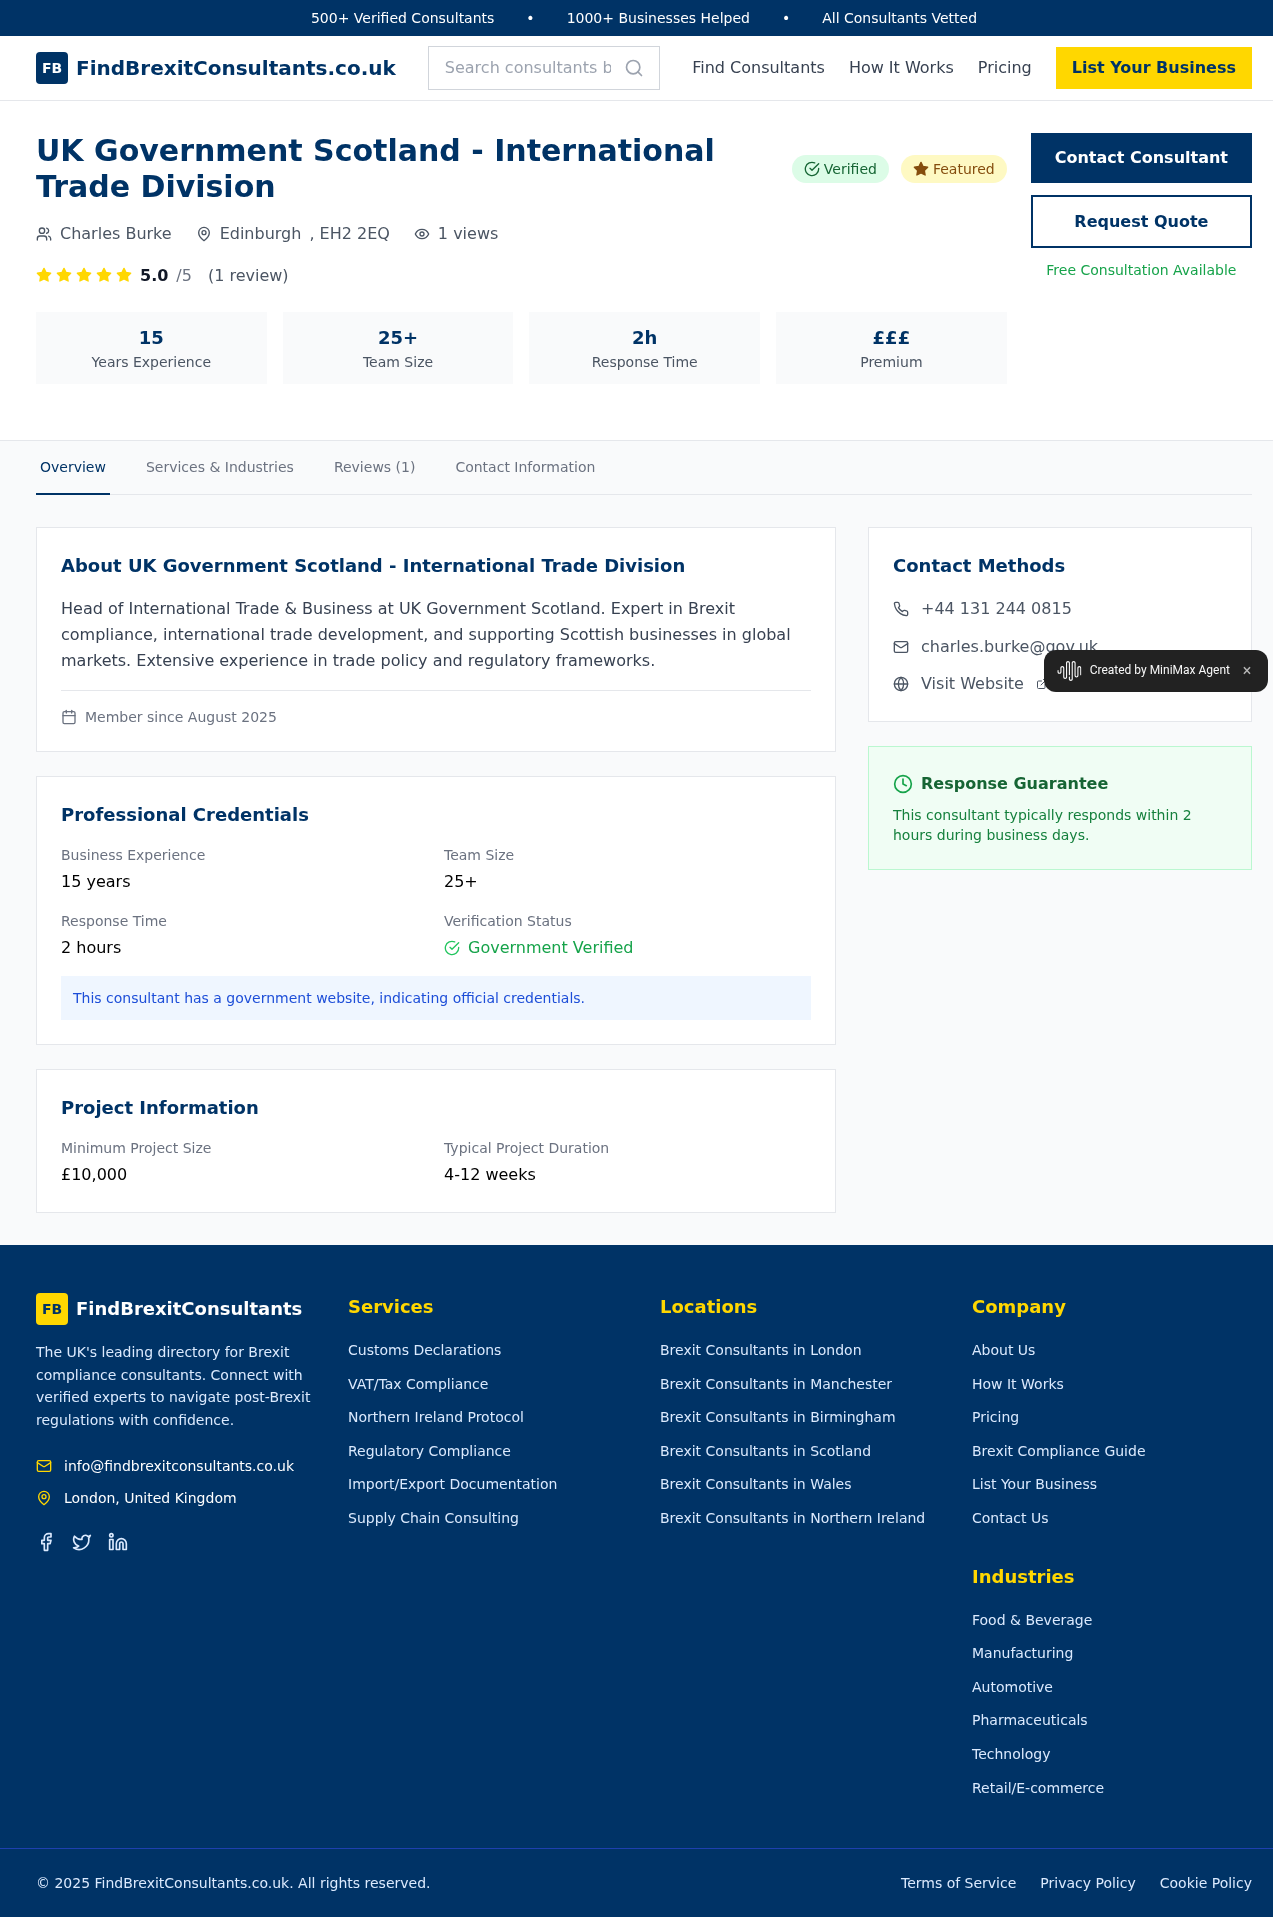 500+ Verified Consultants • 1000+ Businesses Helped • All Consultants Vetted
FB FindBrexitConsultants.co.uk
Search consultants b
Find Consultants How It Works Pricing List Your Business
UK Government Scotland - International
Trade Division
Verified Featured
Charles Burke Edinburgh , EH2 2EQ 1 views
5.0 /5 (1 review)
Contact Consultant
Request Quote
Free Consultation Available
15
Years Experience
25+
Team Size
2h
Response Time
£££
Premium
Overview Services & Industries Reviews (1) Contact Information
About UK Government Scotland - International Trade Division
Head of International Trade & Business at UK Government Scotland. Expert in Brexit
compliance, international trade development, and supporting Scottish businesses in global
markets. Extensive experience in trade policy and regulatory frameworks.
Member since August 2025
Contact Methods
+44 131 244 0815
charles.burke@gov.uk
Visit Website
Created by MiniMax Agent ×
Response Guarantee
This consultant typically responds within 2
hours during business days.
Professional Credentials
Business Experience
15 years
Team Size
25+
Response Time
2 hours
Verification Status
Government Verified
This consultant has a government website, indicating official credentials.
Project Information
Minimum Project Size
£10,000
Typical Project Duration
4-12 weeks
FB FindBrexitConsultants
The UK's leading directory for Brexit
compliance consultants. Connect with
verified experts to navigate post-Brexit
regulations with confidence.
info@findbrexitconsultants.co.uk
London, United Kingdom
Services
Customs Declarations
VAT/Tax Compliance
Northern Ireland Protocol
Regulatory Compliance
Import/Export Documentation
Supply Chain Consulting
Locations
Brexit Consultants in London
Brexit Consultants in Manchester
Brexit Consultants in Birmingham
Brexit Consultants in Scotland
Brexit Consultants in Wales
Brexit Consultants in Northern Ireland
Company
About Us
How It Works
Pricing
Brexit Compliance Guide
List Your Business
Contact Us
Industries
Food & Beverage
Manufacturing
Automotive
Pharmaceuticals
Technology
Retail/E-commerce
© 2025 FindBrexitConsultants.co.uk. All rights reserved.
Terms of Service Privacy Policy Cookie Policy